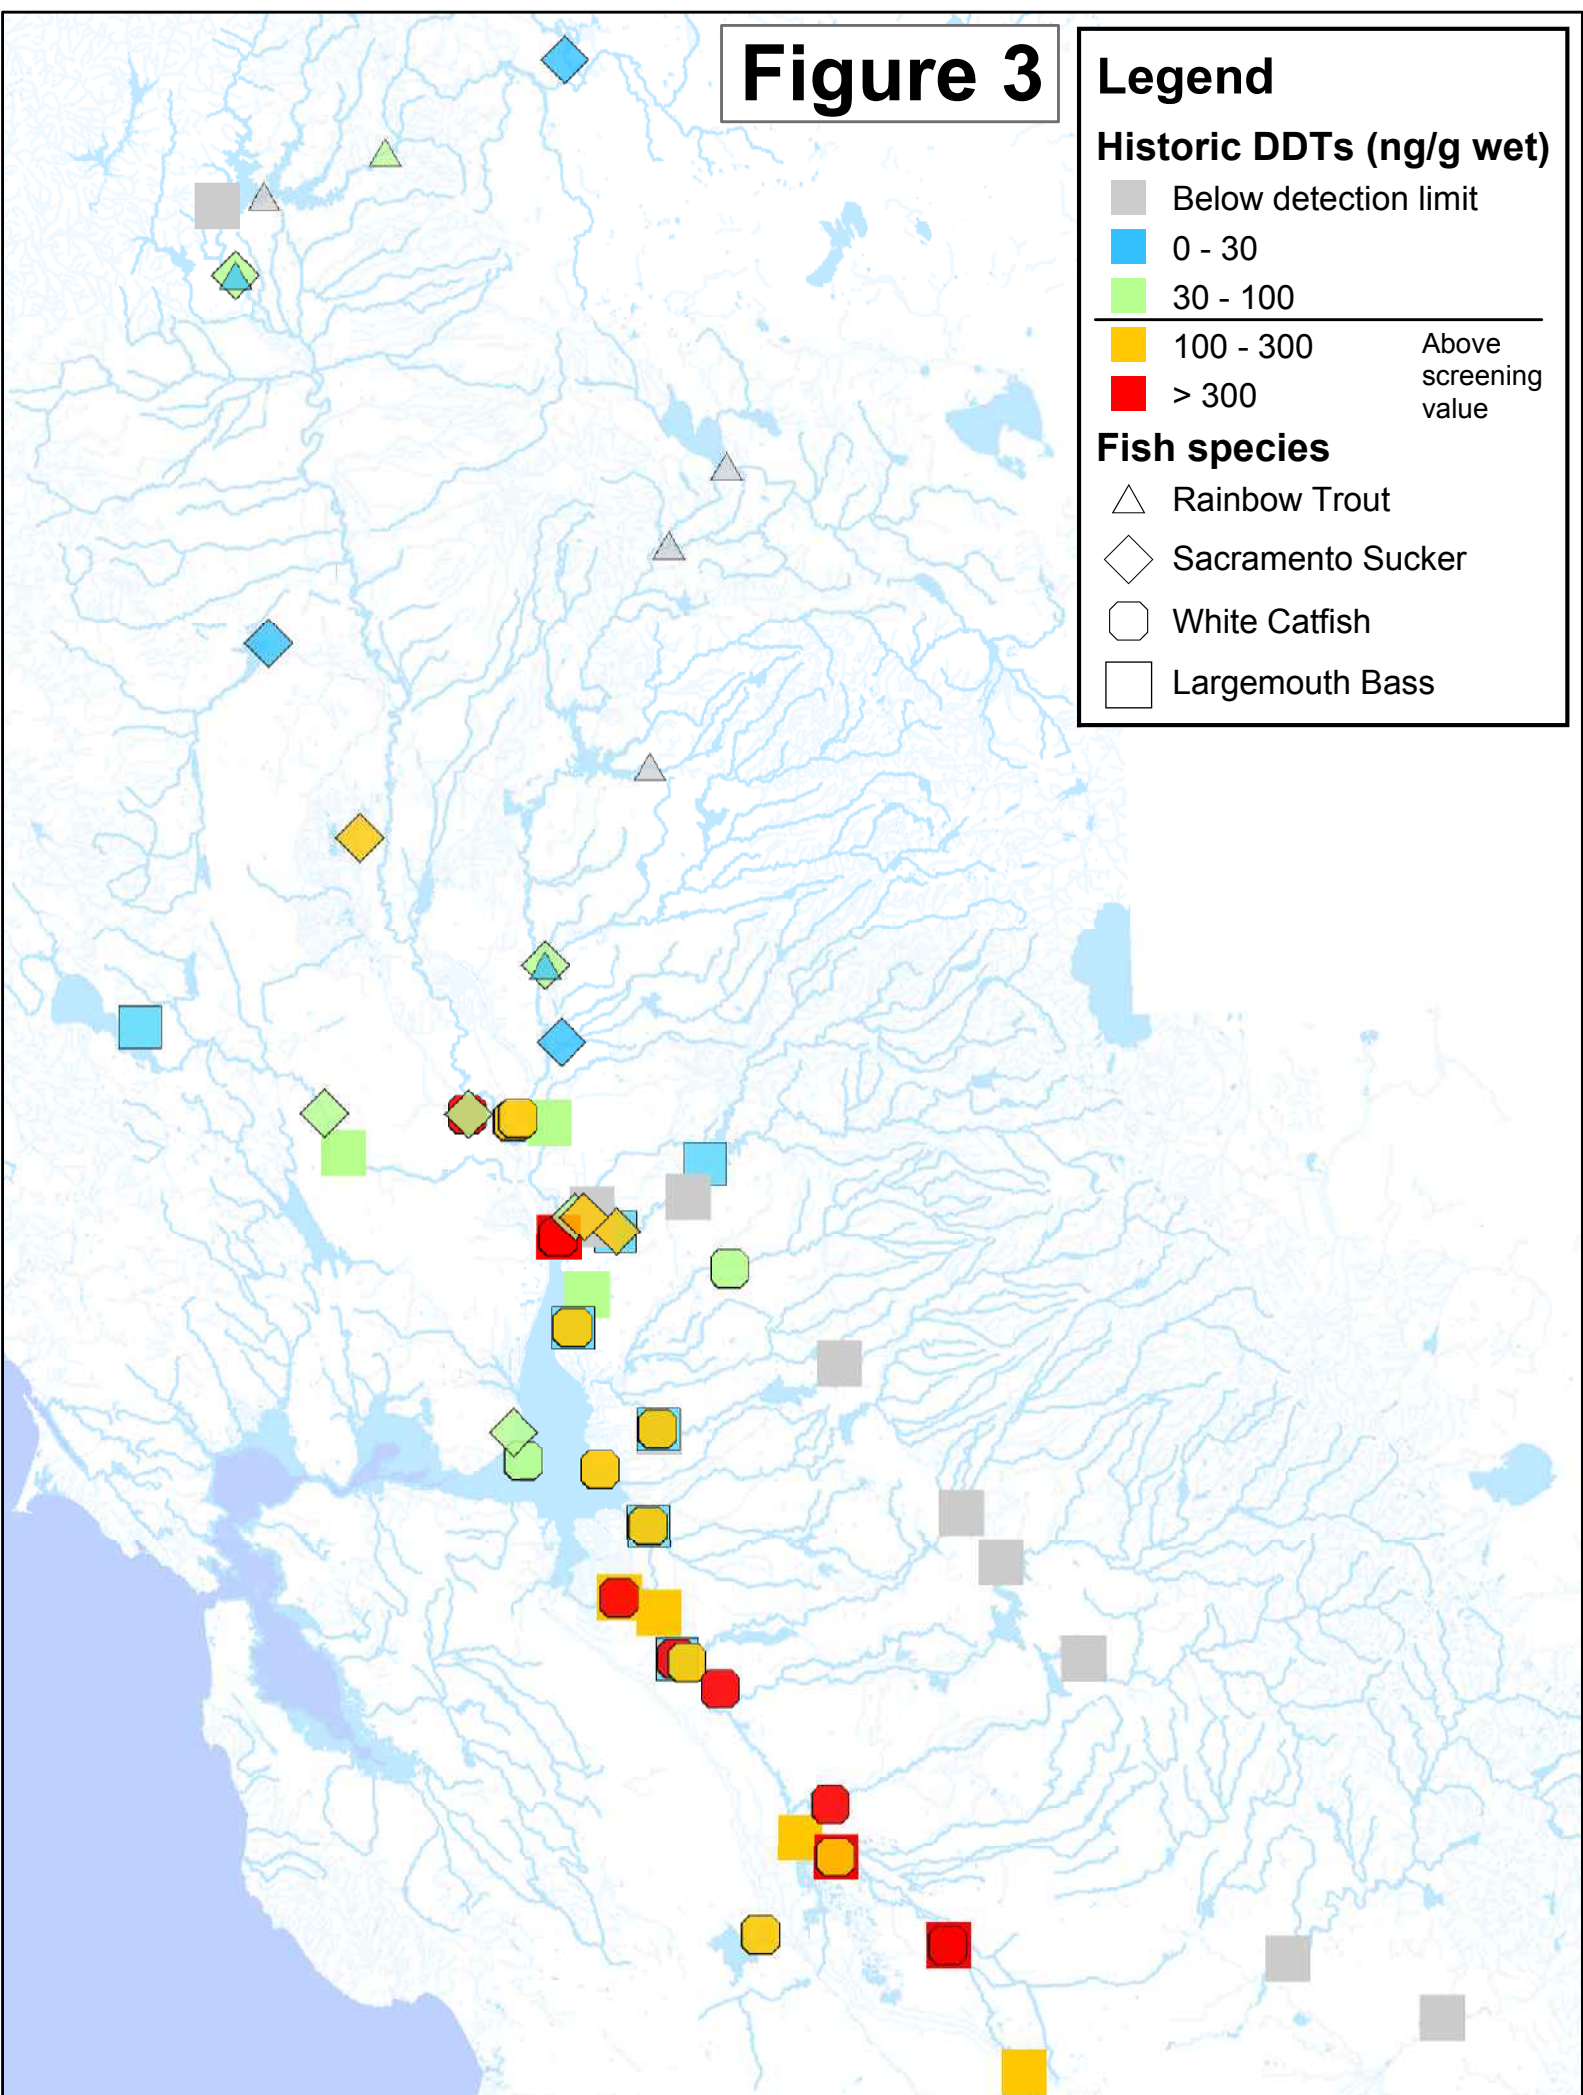 Figure 3
Legend
Historic DDTs (ng/g wet)
Below detection limit
0 - 30
30 - 100
100 - 300
> 300
Above
screening
value
Fish species
Rainbow Trout
Sacramento Sucker
White Catfish
Largemouth Bass